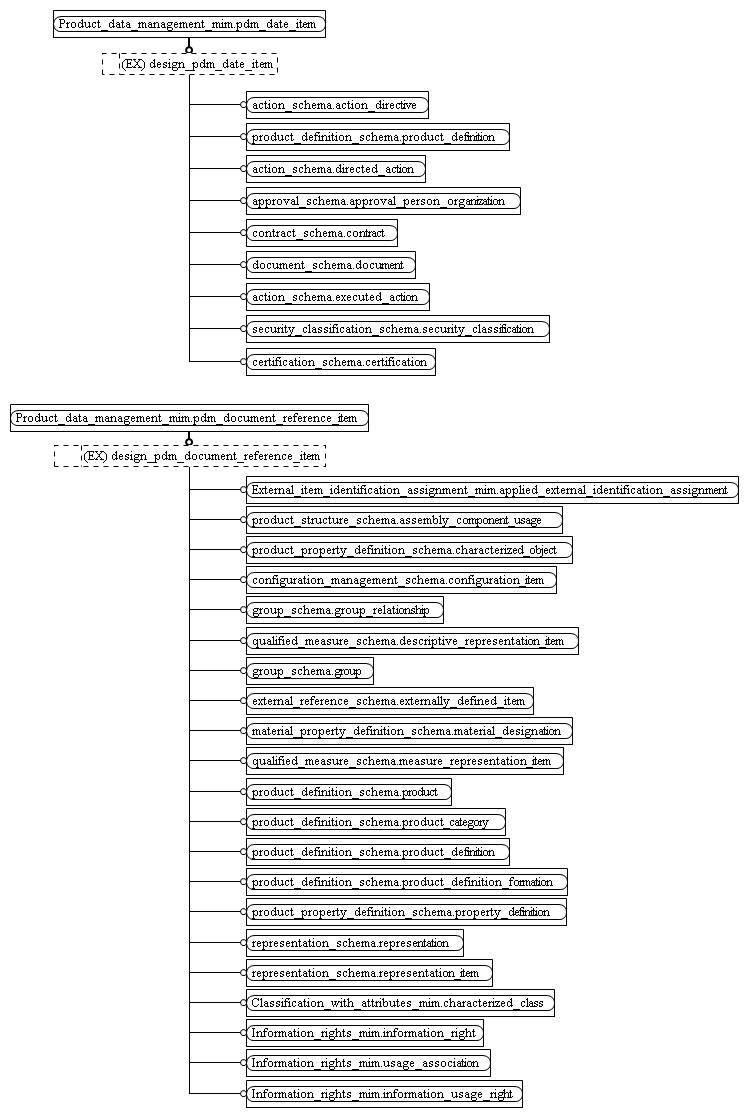 Product_data_management_mim.pdm_date_item
(EX) design_pdm_date_item
action_schema.action_directive
product_definition_schema.product_definition
action_schema.directed_action
approval_schema.approval_person_organization
contract_schema.contract
document_schema.document
action_schema.executed_action
security_classification_schema.security_classification
certification_schema.certification
Product_data_management_mim.pdm_document_reference_item
(EX) design_pdm_document_reference_item
External_item_identification_assignment_mim.applied_external_identification_assignment
product_structure_schema.assembly_component_usage
product_property_definition_schema.characterized_object
configuration_management_schema.configuration_item
group_schema.group_relationship
qualified_measure_schema.descriptive_representation_item
group_schema.group
external_reference_schema.externally_defined_item
material_property_definition_schema.material_designation
qualified_measure_schema.measure_representation_item
product_definition_schema.product
product_definition_schema.product_category
product_definition_schema.product_definition
product_definition_schema.product_definition_formation
product_property_definition_schema.property_definition
representation_schema.representation
representation_schema.representation_item
Classification_with_attributes_mim.characterized_class
Information_rights_mim.information_right
Information_rights_mim.usage_association
Information_rights_mim.information_usage_right